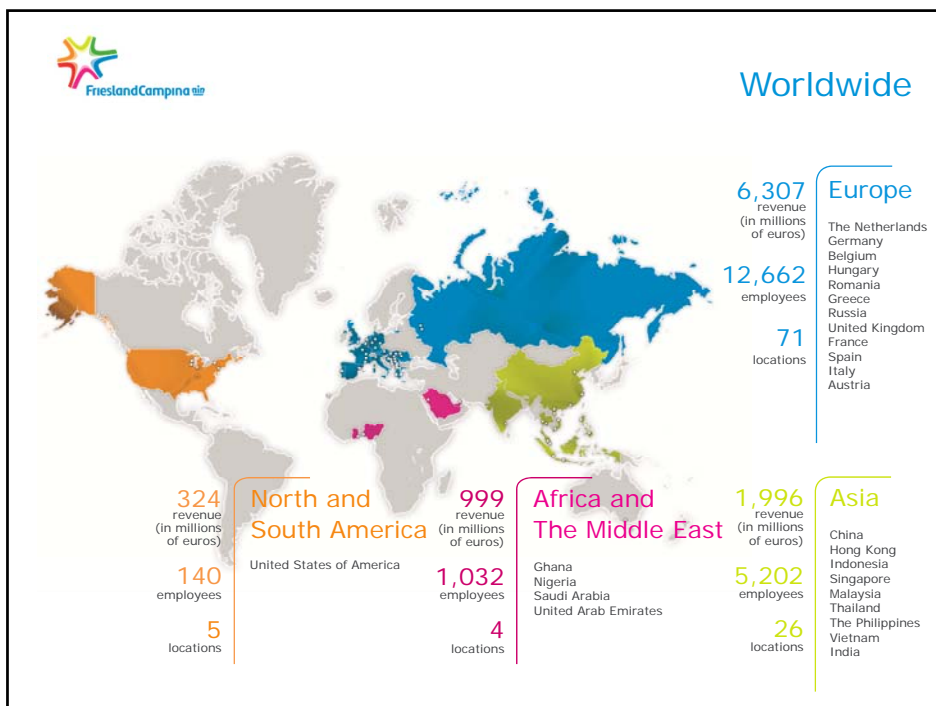 FrieslandCampina
Worldwide
6,307
revenue
(in millions
of euros)
12,662
employees
71
locations
Europe
The Netherlands
Germany
Belgium
Hungary
Romania
Greece
Russia
United Kingdom
France
Spain
Italy
Austria
324
revenue
(in millions
of euros)
140
employees
5
locations
North and
South America
United States of America
999
revenue
(in millions
of euros)
1,032
employees
4
locations
Africa and
The Middle East
Ghana
Nigeria
Saudi Arabia
United Arab Emirates
1,996
revenue
(in millions
of euros)
5,202
employees
26
locations
Asia
China
Hong Kong
Indonesia
Singapore
Malaysia
Thailand
The Philippines
Vietnam
India